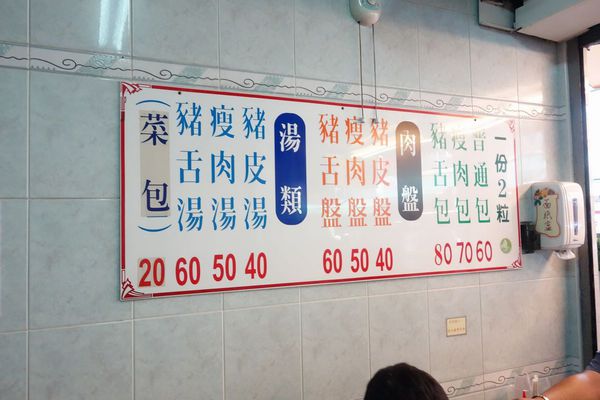 一份2粒
普通包 60
瘦肉包 70
豬舌包 80
肉盤
豬皮盤 40
瘦肉盤 50
豬舌盤 60
湯類
豬皮湯 40
瘦肉湯 50
豬舌湯 60
(菜包) 20